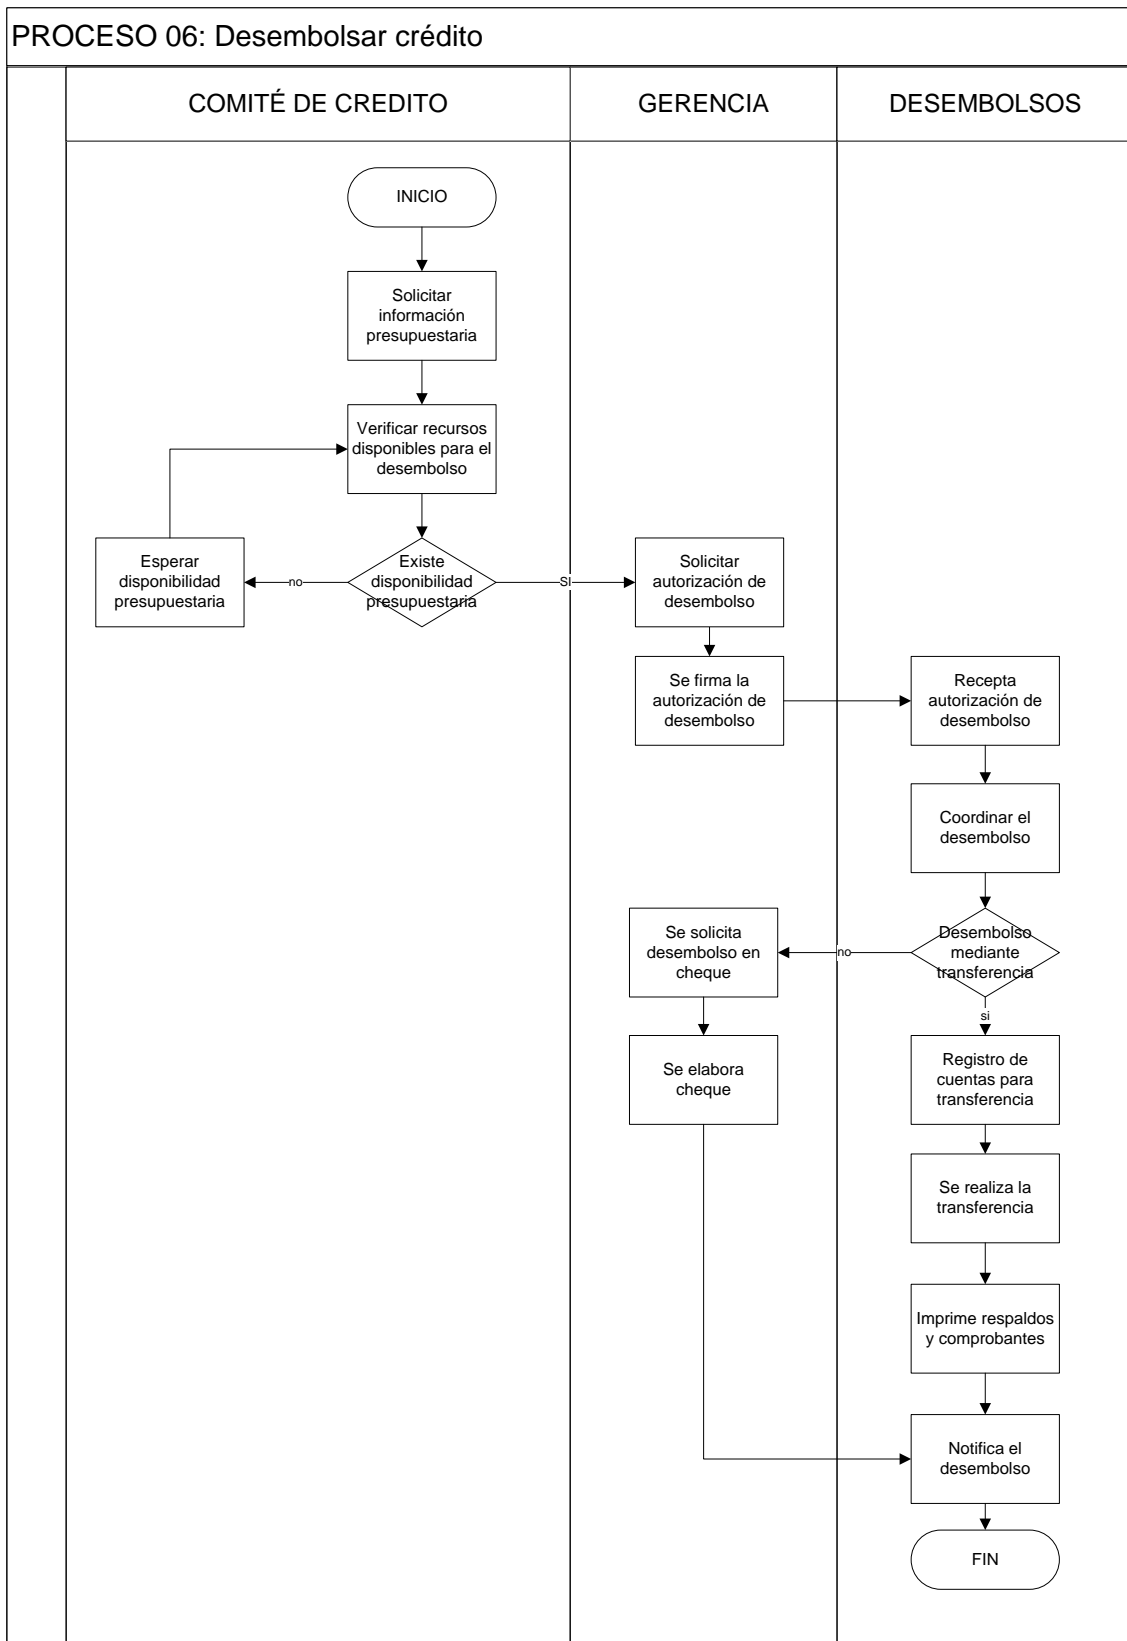 PROCESO 06: Desembolsar crédito
COMITÉ DE CREDITO
GERENCIA
DESEMBOLSOS
INICIO
Solicitar
información
presupuestaria
Verificar recursos
disponibles para el
desembolso
Esperar
disponibilidad
presupuestaria
no
Existe
disponibilidad
presupuestaria
SI
Solicitar
autorización de
desembolso
Se firma la
autorización de
desembolso
Recepta
autorización de
desembolso
Coordinar el
desembolso
Desembolso
mediante
transferencia
no
Se solicita
desembolso en
cheque
si
Se elabora
cheque
Registro de
cuentas para
transferencia
Se realiza la
transferencia
Imprime respaldos
y comprobantes
Notifica el
desembolso
FIN